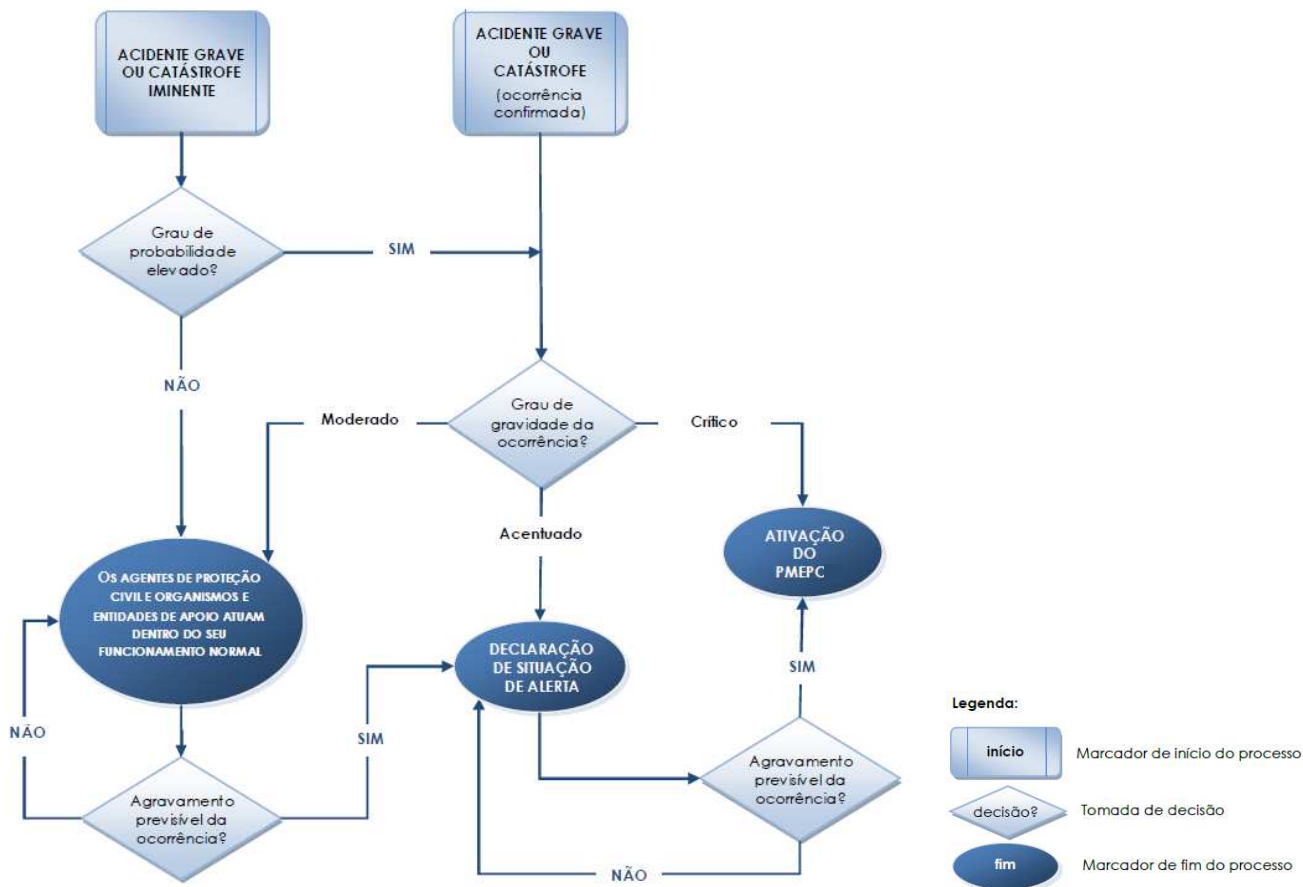 ACIDENTE GRAVE
OU CATÁSTROFE
IMINENTE
ACIDENTE GRAVE
OU
CATÁSTROFE
(ocorrência
confirmada)
Grau de
probabilidade
elevado?
SIM
NÃO
Moderado
Grau de
gravidade da
ocorrência?
Crítico
Acentuado
ATIVAÇÃO
DO
PMEPC
OS AGENTES DE PROTEÇÃO
CIVIL E ORGANISMOS E
ENTIDADES DE APOIO ATUAM
DENTRO DO SEU
FUNCIONAMENTO NORMAL
DECLARAÇÃO
DE SITUAÇÃO
DE ALERTA
SIM
NÃO
SIM
Agravamento
previsível da
ocorrência?
Agravamento
previsível da
ocorrência?
NÃO
Legenda:
início
Marcador de início do processo
decisão?
Tomada de decisão
fim
Marcador de fim do processo